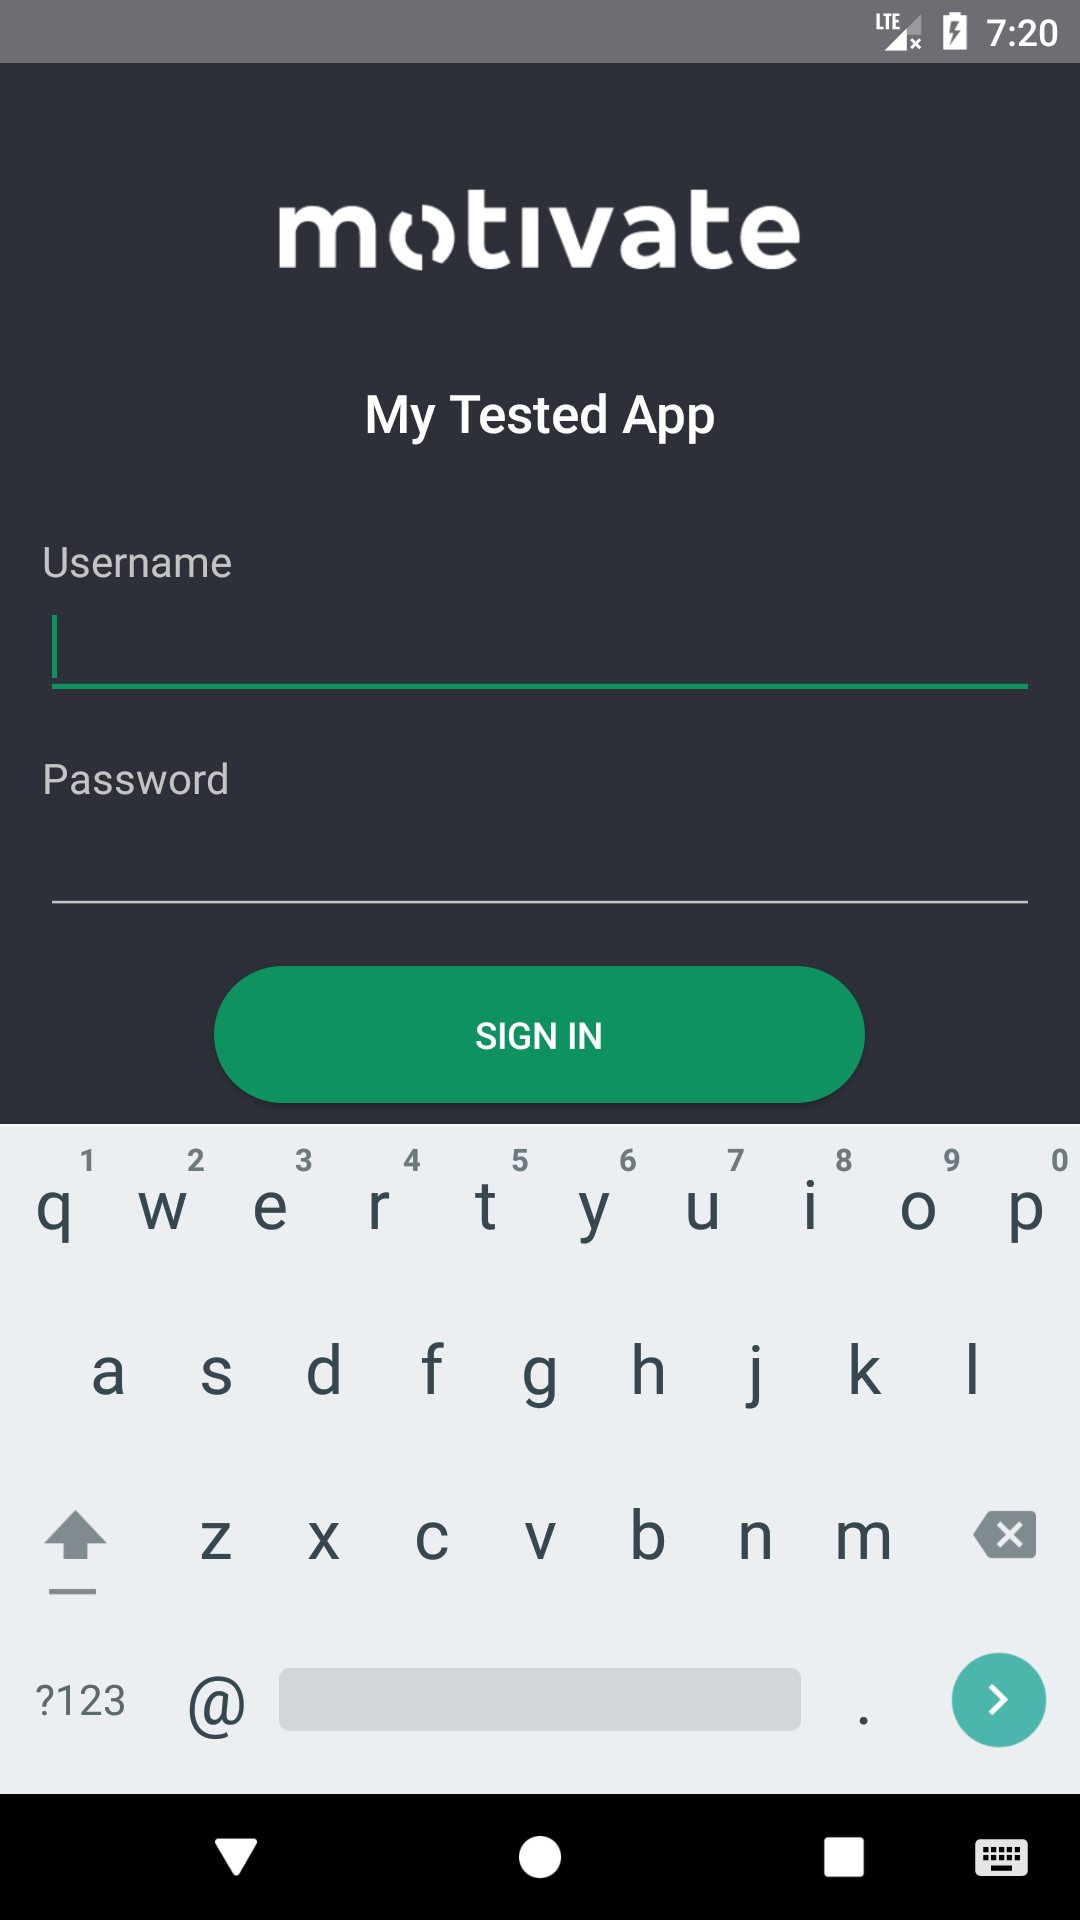 LTE 7:20
motivate
My Tested App
Username
Password
SIGN IN
1 2 3 4 5 6 7 8 9 0
q w e r t y u i o p
a s d f g h j k l
z x c v b n m
?123 @ .